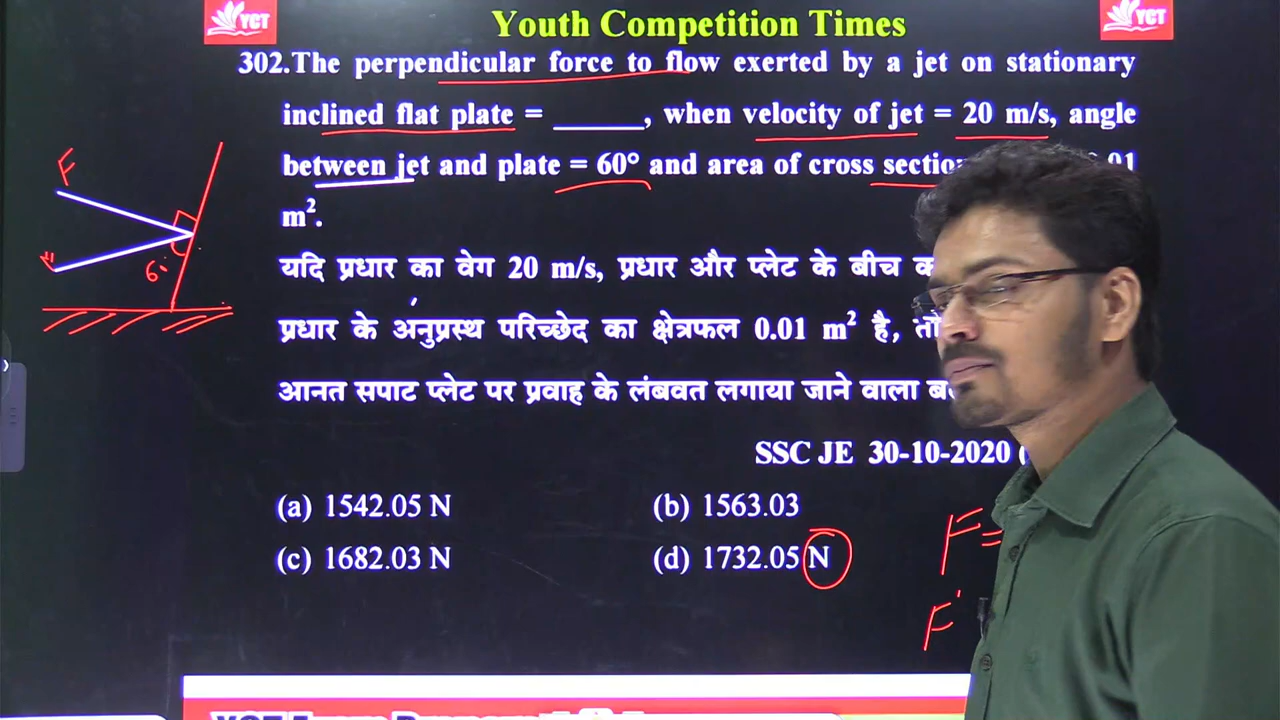 YCT
Youth Competition Times
YCT
302.The perpendicular force to flow exerted by a jet on stationary
inclined flat plate = ______, when velocity of jet = 20 m/s, angle
between jet and plate = 60° and area of cross
m².
यदि प्रधार का वेग 20 m/s, प्रधार और प्लेट के बीच
प्रधार के अनुप्रस्थ परिच्छेद का क्षेत्रफल 0.01 m² है,
आनत सपाट प्लेट पर प्रवाह के लंबवत लगाया जाने वाला
SSC JE 30-10-2020
(a) 1542.05 N
(b) 1563.03
(c) 1682.03 N
(d) 1732.05 N
F
60
F=
F'